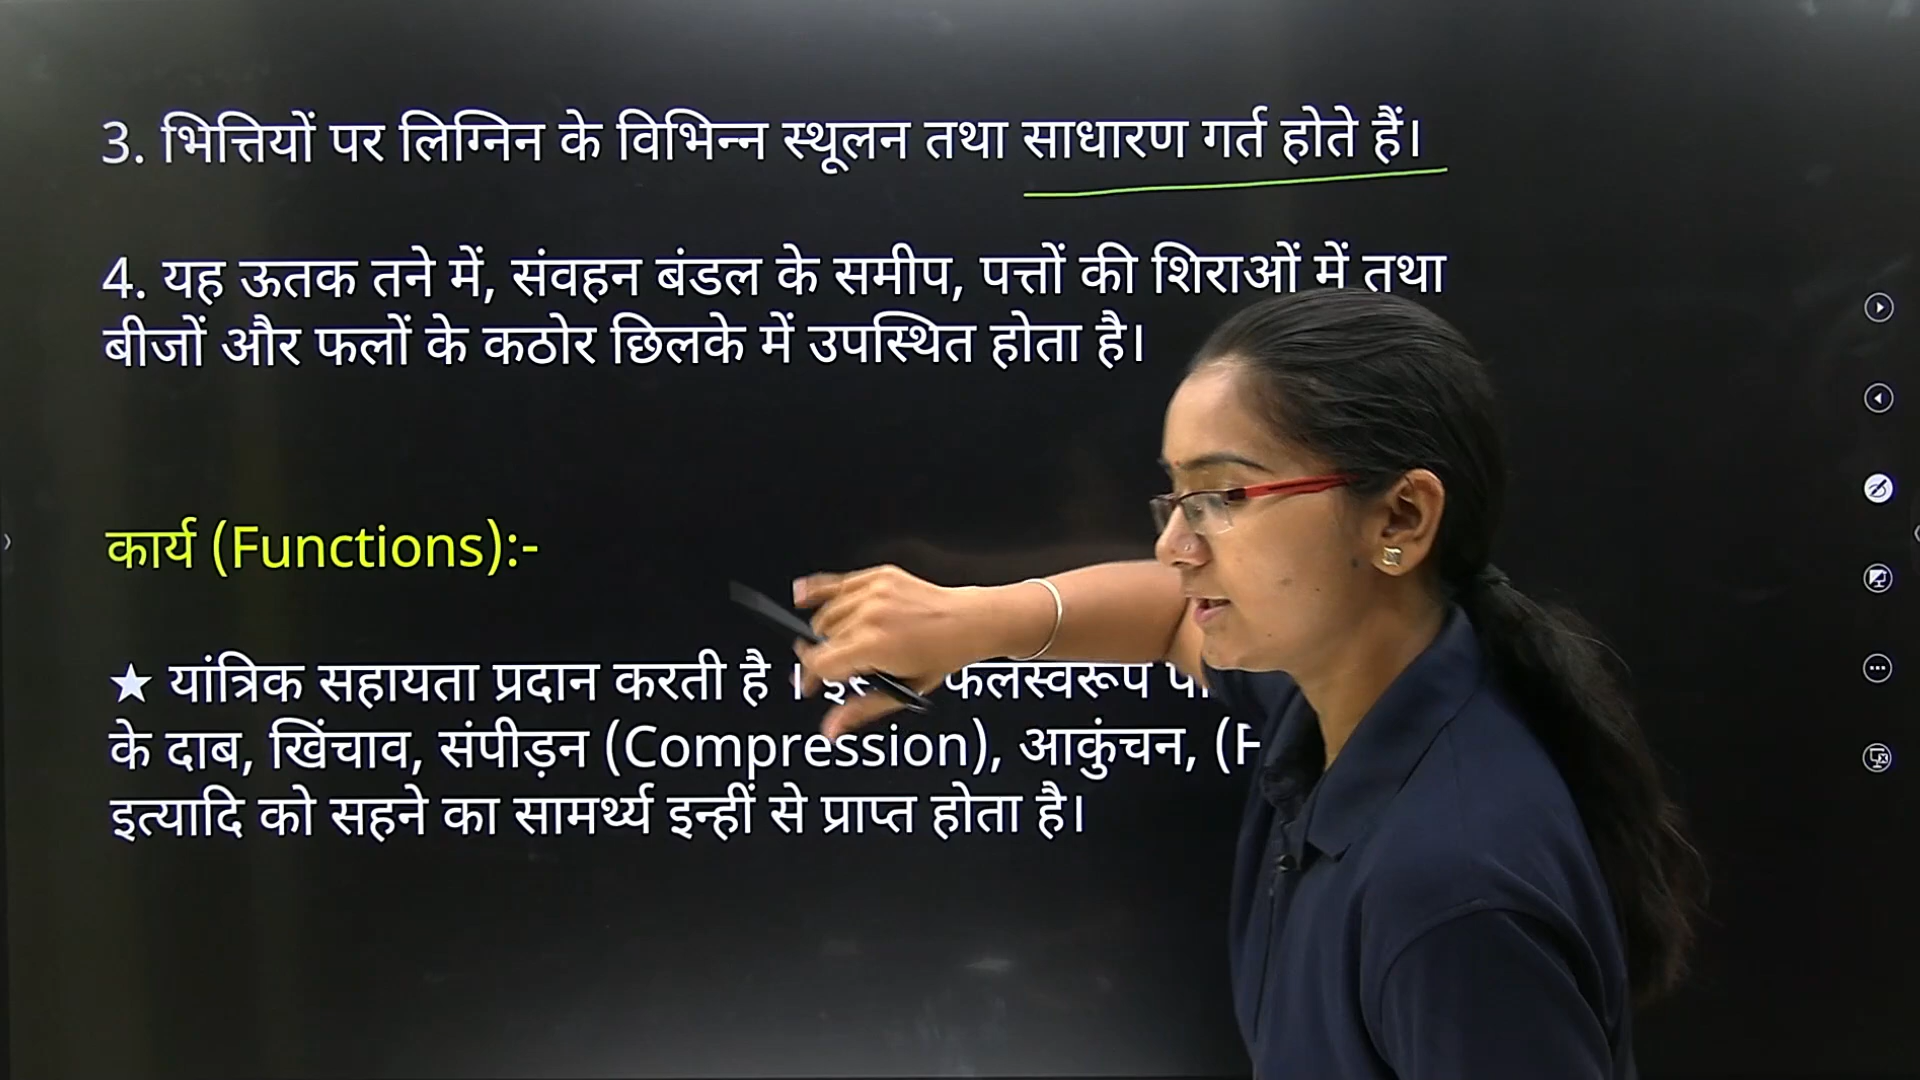 3. भित्तियों पर लिग्निन के विभिन्न स्थूलन तथा साधारण गर्त होते हैं।
4. यह ऊतक तने में, संवहन बंडल के समीप, पत्तों की शिराओं में तथा
बीजों और फलों के कठोर छिलके में उपस्थित होता है।
कार्य (Functions):-
★ यांत्रिक सहायता प्रदान करती है । फलस्वरूप
के दाब, खिंचाव, संपीड़न (Compression), आकुंचन,
इत्यादि को सहने का सामर्थ्य इन्हीं से प्राप्त होता है।